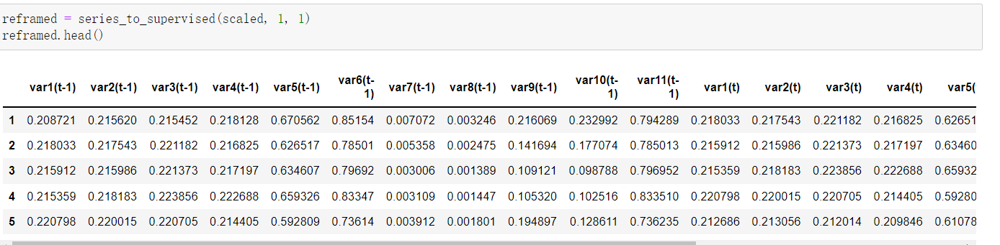 reframed = series_to_supervised(scaled, 1, 1)
reframed.head()
var1(t-1) var2(t-1) var3(t-1) var4(t-1) var5(t-1) var6(t-1) var7(t-1) var8(t-1) var9(t-1) var10(t-1) var11(t-1) var1(t) var2(t) var3(t) var4(t) var5(
1 0.208721 0.215620 0.215452 0.218128 0.670562 0.85154 0.007072 0.003246 0.216069 0.232992 0.794289 0.218033 0.217543 0.221182 0.216825 0.62651
2 0.218033 0.217543 0.221182 0.216825 0.626517 0.78501 0.005358 0.002475 0.141694 0.177074 0.785013 0.215912 0.215986 0.221373 0.217197 0.63460
3 0.215912 0.215986 0.221373 0.217197 0.634607 0.79692 0.003006 0.001389 0.109121 0.098788 0.796952 0.215359 0.218183 0.223856 0.222688 0.65932
4 0.215359 0.218183 0.223856 0.222688 0.659326 0.83347 0.003109 0.001447 0.105320 0.102516 0.833510 0.220798 0.220015 0.220705 0.214405 0.59280
5 0.220798 0.220015 0.220705 0.214405 0.592809 0.73614 0.003912 0.001801 0.194897 0.128611 0.736235 0.212686 0.213056 0.212014 0.209846 0.61078